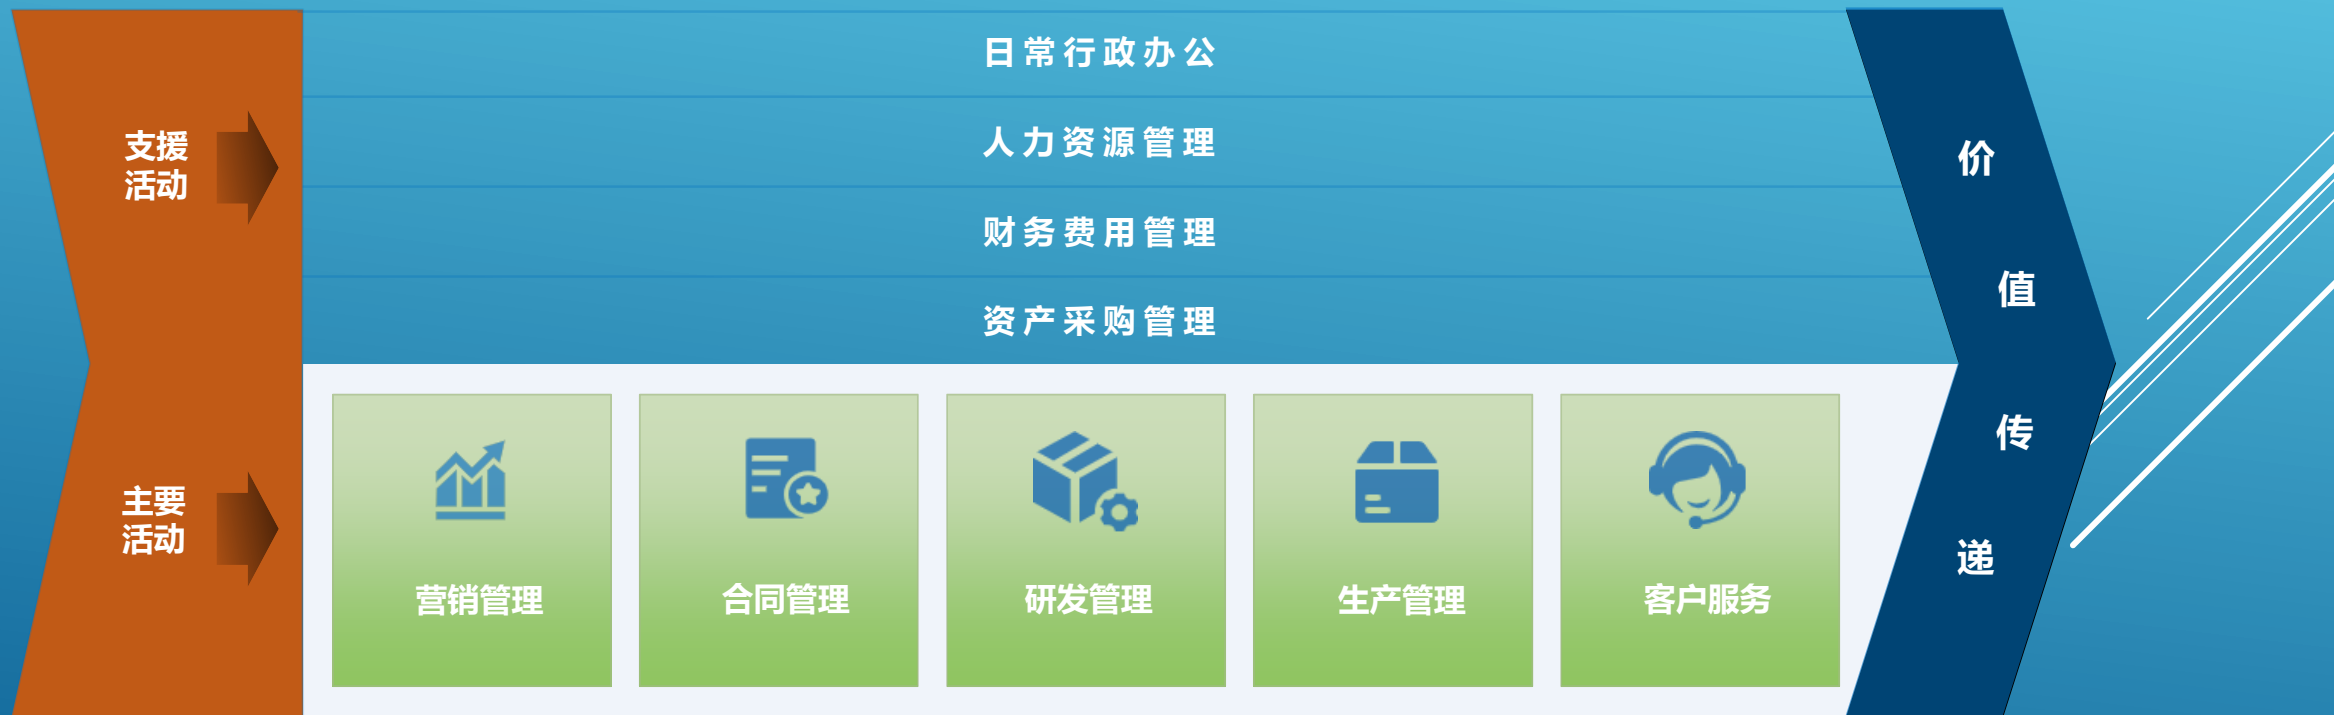 支援
活动
日常行政办公
人力资源管理
财务费用管理
资产采购管理
主要
活动
营销管理
合同管理
研发管理
生产管理
客户服务
价
值
传
递